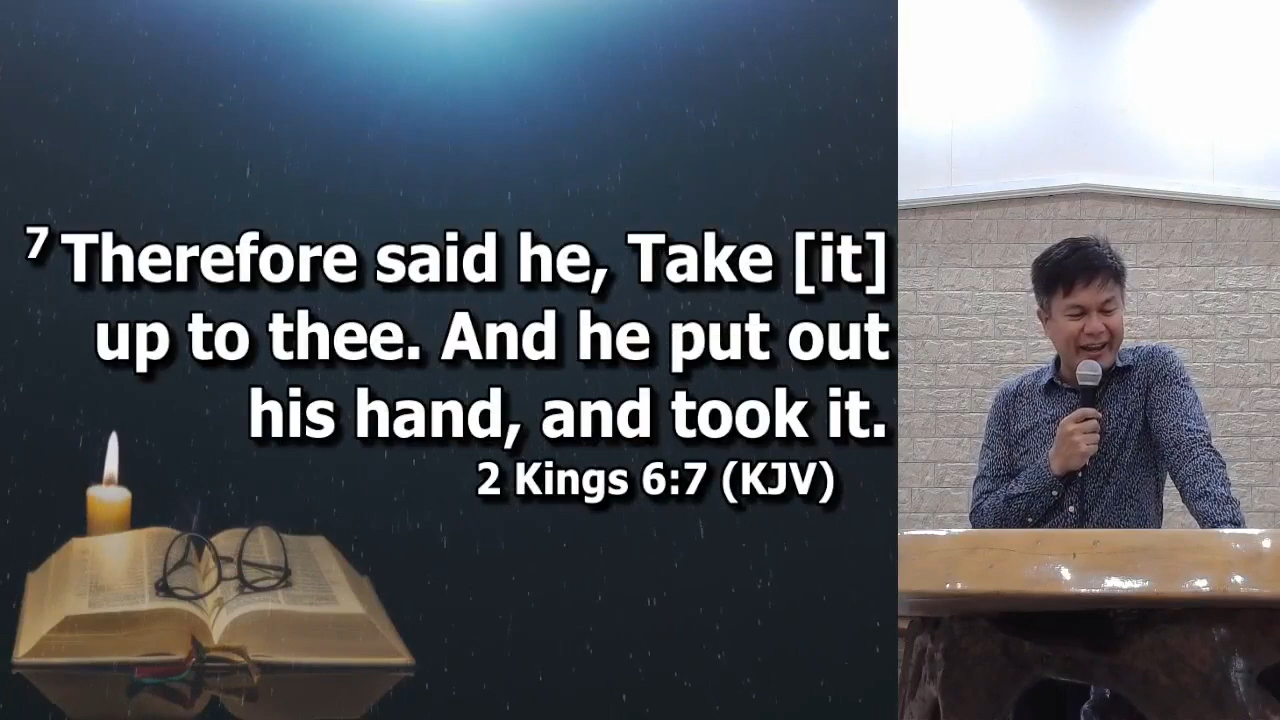 7 Therefore said he, Take [it]
up to thee. And he put out
his hand, and took it.
2 Kings 6:7 (KJV)